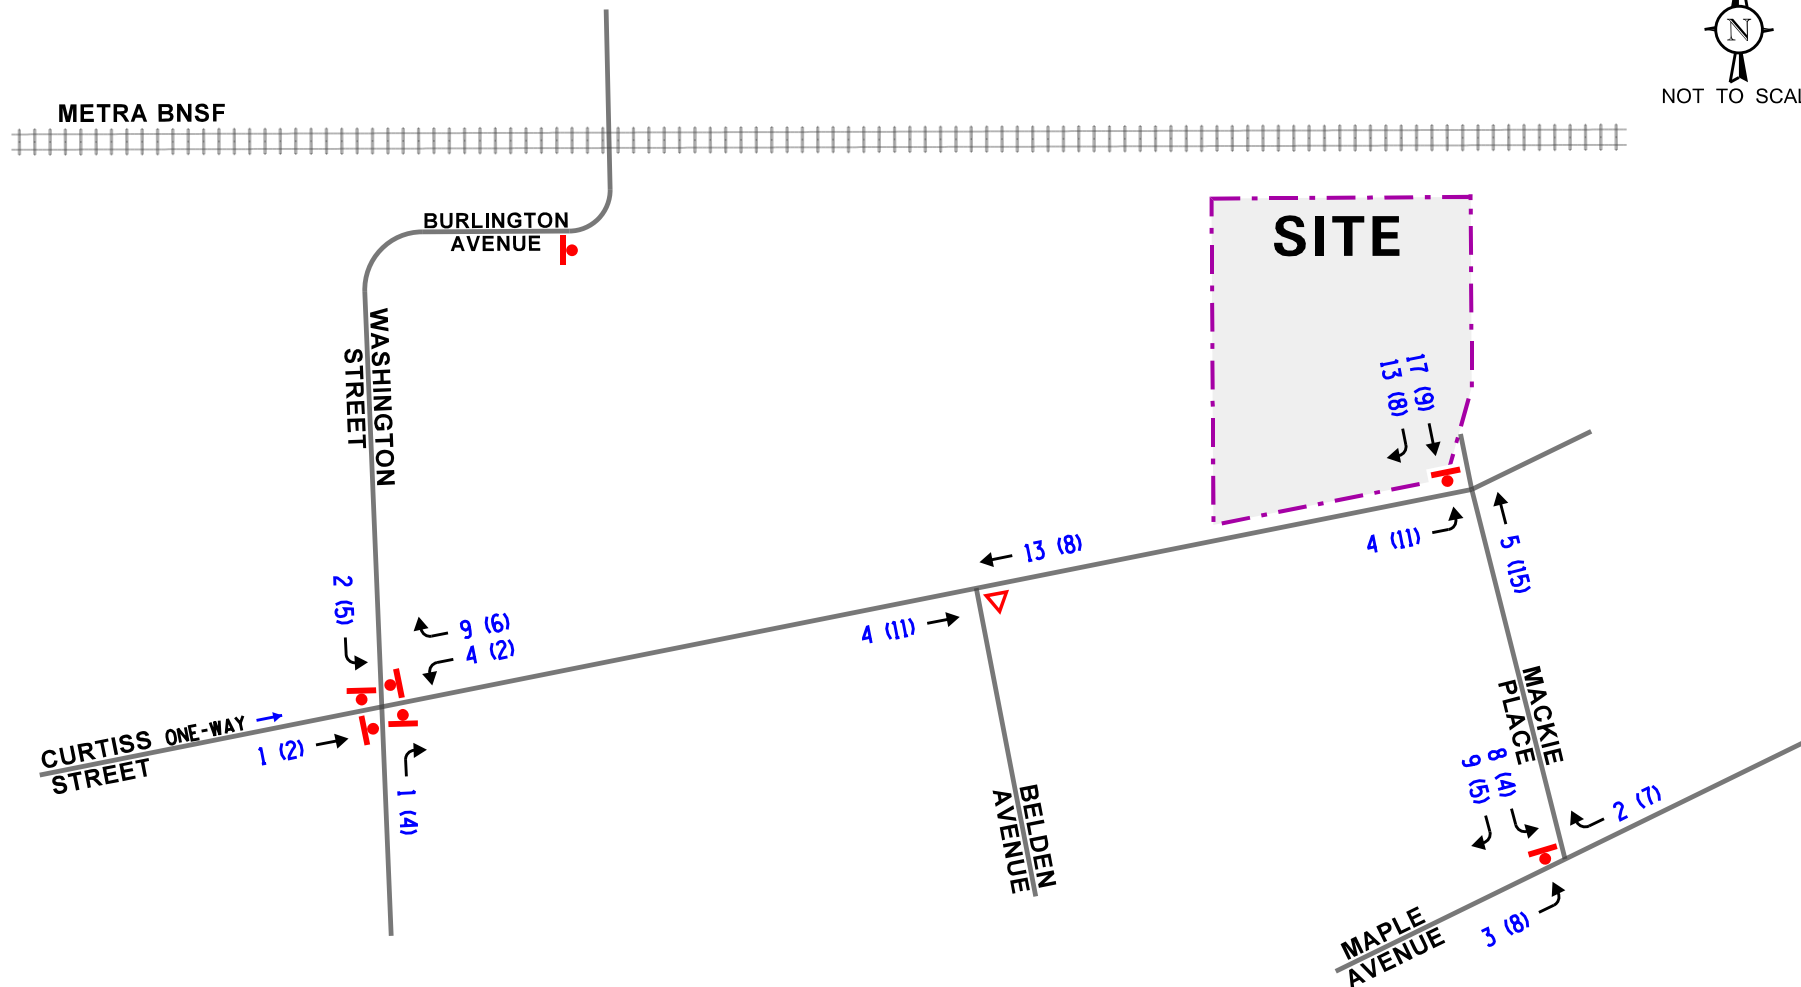 N
NOT TO SCAL
METRA BNSF
BURLINGTON
AVENUE
SITE
WASHINGTON
STREET
17 (9)
13 (8)
4 (11)
5 (15)
13 (8)
4 (11)
2 (5)
9 (6)
4 (2)
CURTISS ONE-WAY
STREET
1 (2)
1 (4)
BELDEN
AVENUE
MACKIE
PLACE
8 (4)
9 (5)
2 (7)
3 (8)
MAPLE
AVENUE